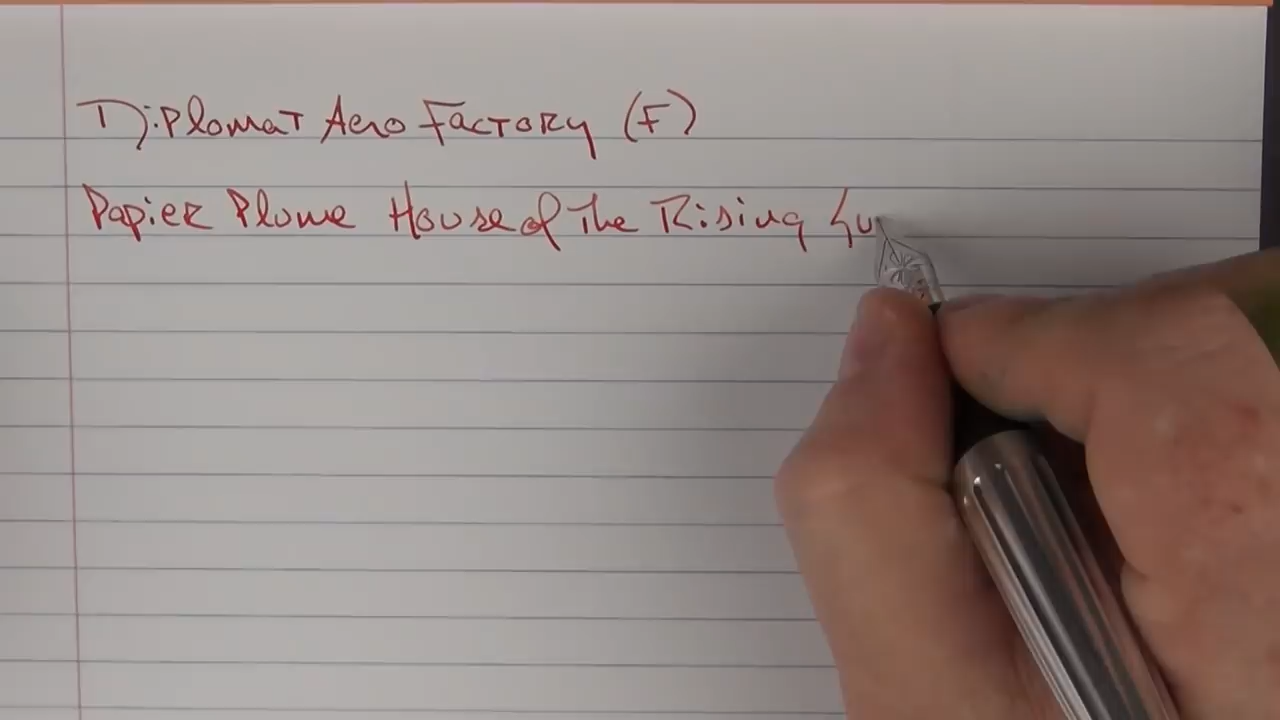 Diplomat Aero Factory (F)
Papier Plume House of The Rising Su